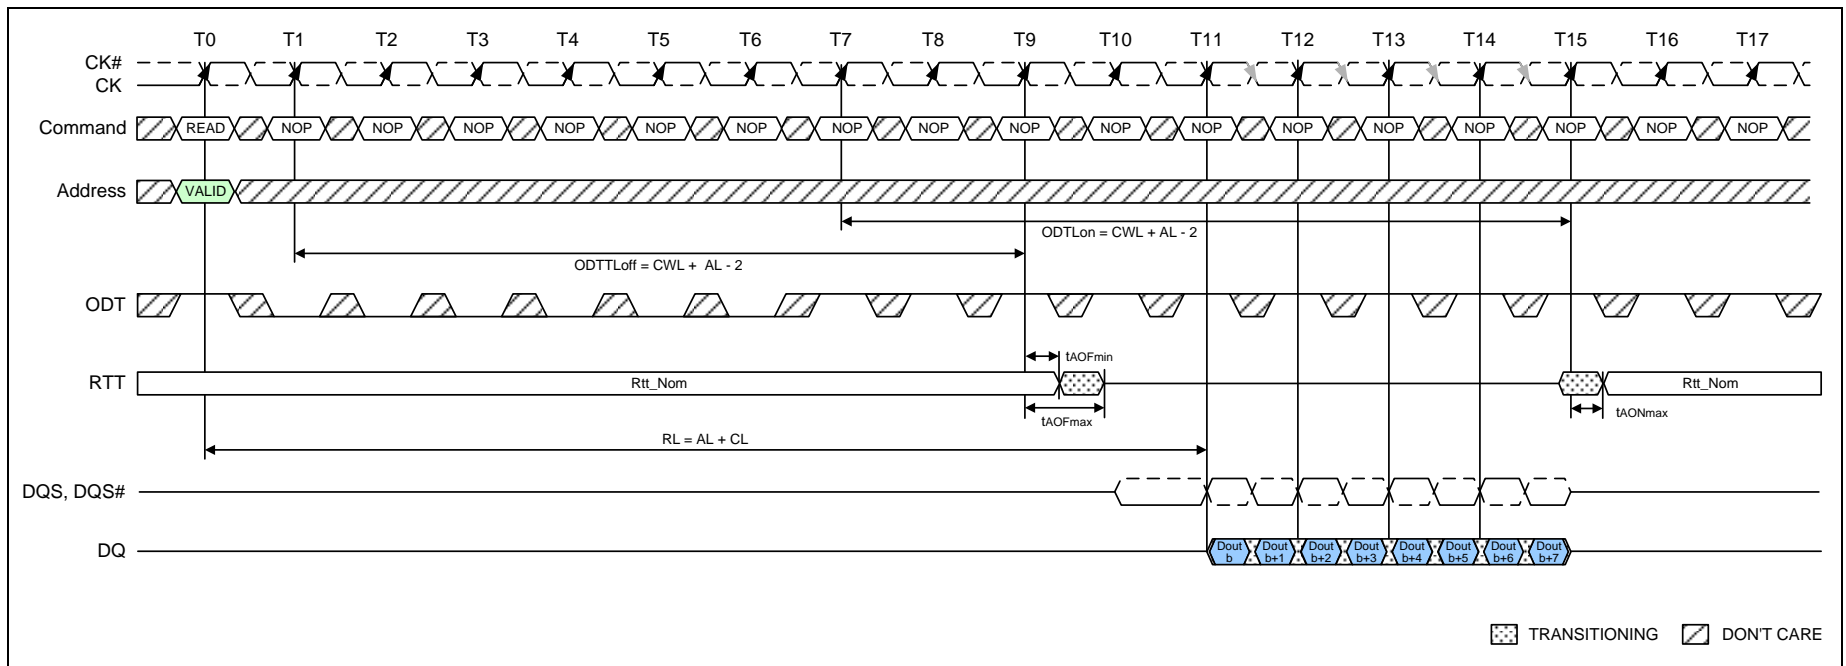 T0 T1 T2 T3 T4 T5 T6 T7 T8 T9 T10 T11 T12 T13 T14 T15 T16 T17
CK#
CK
Command READ NOP NOP NOP NOP NOP NOP NOP NOP NOP NOP NOP NOP NOP NOP NOP NOP NOP
Address VALID
ODTLon = CWL + AL - 2
ODTTLoff = CWL + AL - 2
ODT
tAOFmin
RTT Rtt_Nom Rtt_Nom
tAOFmax tAONmax
RL = AL + CL
DQS, DQS#
DQ
Dout Dout Dout Dout Dout Dout Dout Dout
b b+1 b+2 b+3 b+4 b+5 b+6 b+7
TRANSITIONING DON'T CARE